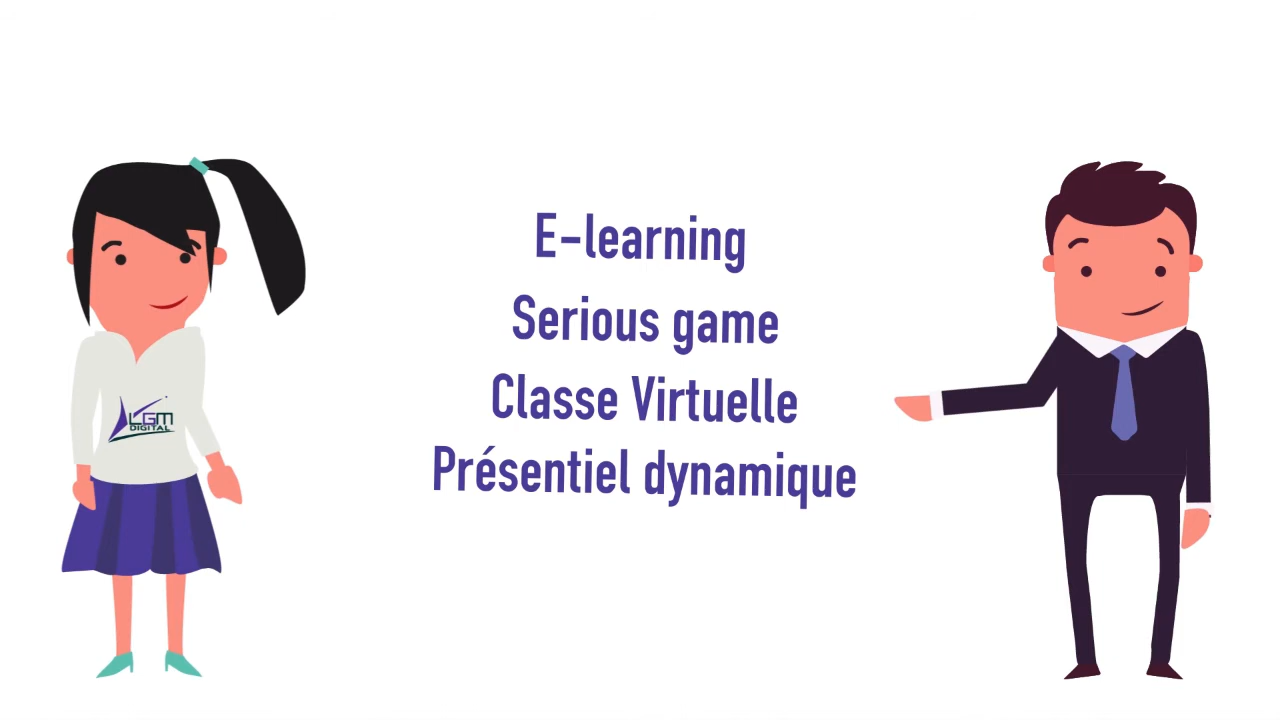 E-learning
Serious game
Classe Virtuelle
Présentiel dynamique
LGM
DIGITAL